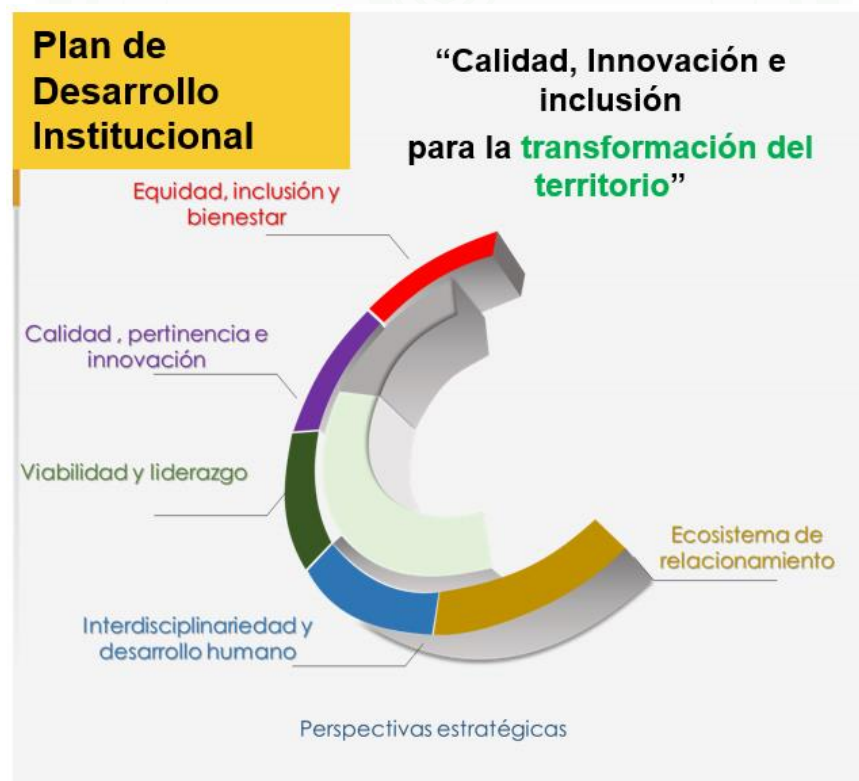 Plan de
Desarrollo
Institucional
“Calidad, Innovación e
inclusión
para la transformación del
territorio”
Equidad, inclusión y
bienestar
Calidad , pertinencia e
innovación
Viabilidad y liderazgo
Interdisciplinariedad y
desarrollo humano
Ecosistema de
relacionamiento
Perspectivas estratégicas